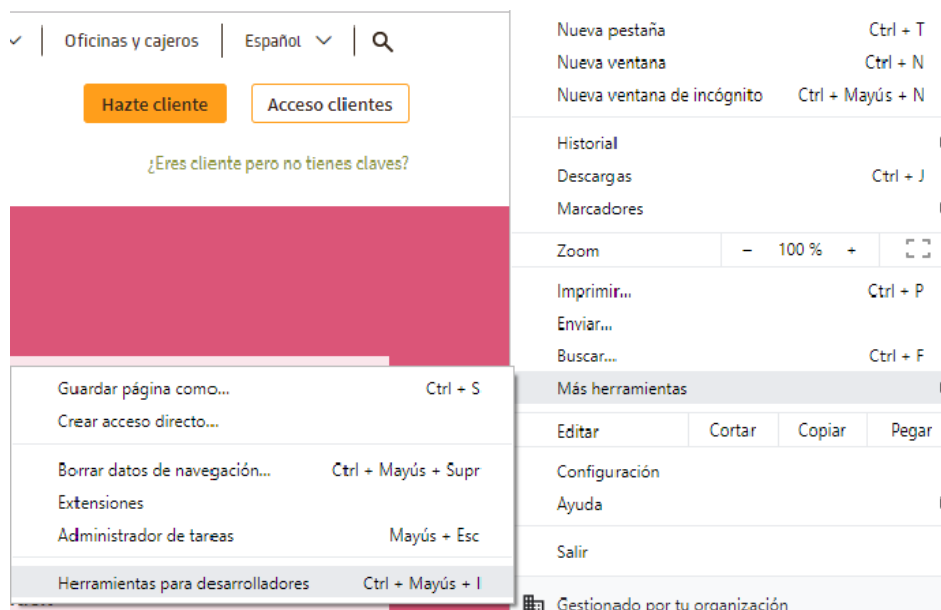 Oficinas y cajeros Español
Hazte cliente Acceso clientes
¿Eres cliente pero no tienes claves?
Nueva pestaña Ctrl + T
Nueva ventana Ctrl + N
Nueva ventana de incógnito Ctrl + Mayús + N
Historial
Descargas Ctrl + J
Marcadores
Zoom – 100 % +
Imprimir... Ctrl + P
Enviar...
Buscar... Ctrl + F
Más herramientas
Editar Cortar Copiar Pegar
Configuración
Ayuda
Salir
Gestionado por tu organización
Guardar página como... Ctrl + S
Crear acceso directo...
Borrar datos de navegación... Ctrl + Mayús + Supr
Extensiones
Administrador de tareas Mayús + Esc
Herramientas para desarrolladores Ctrl + Mayús + I